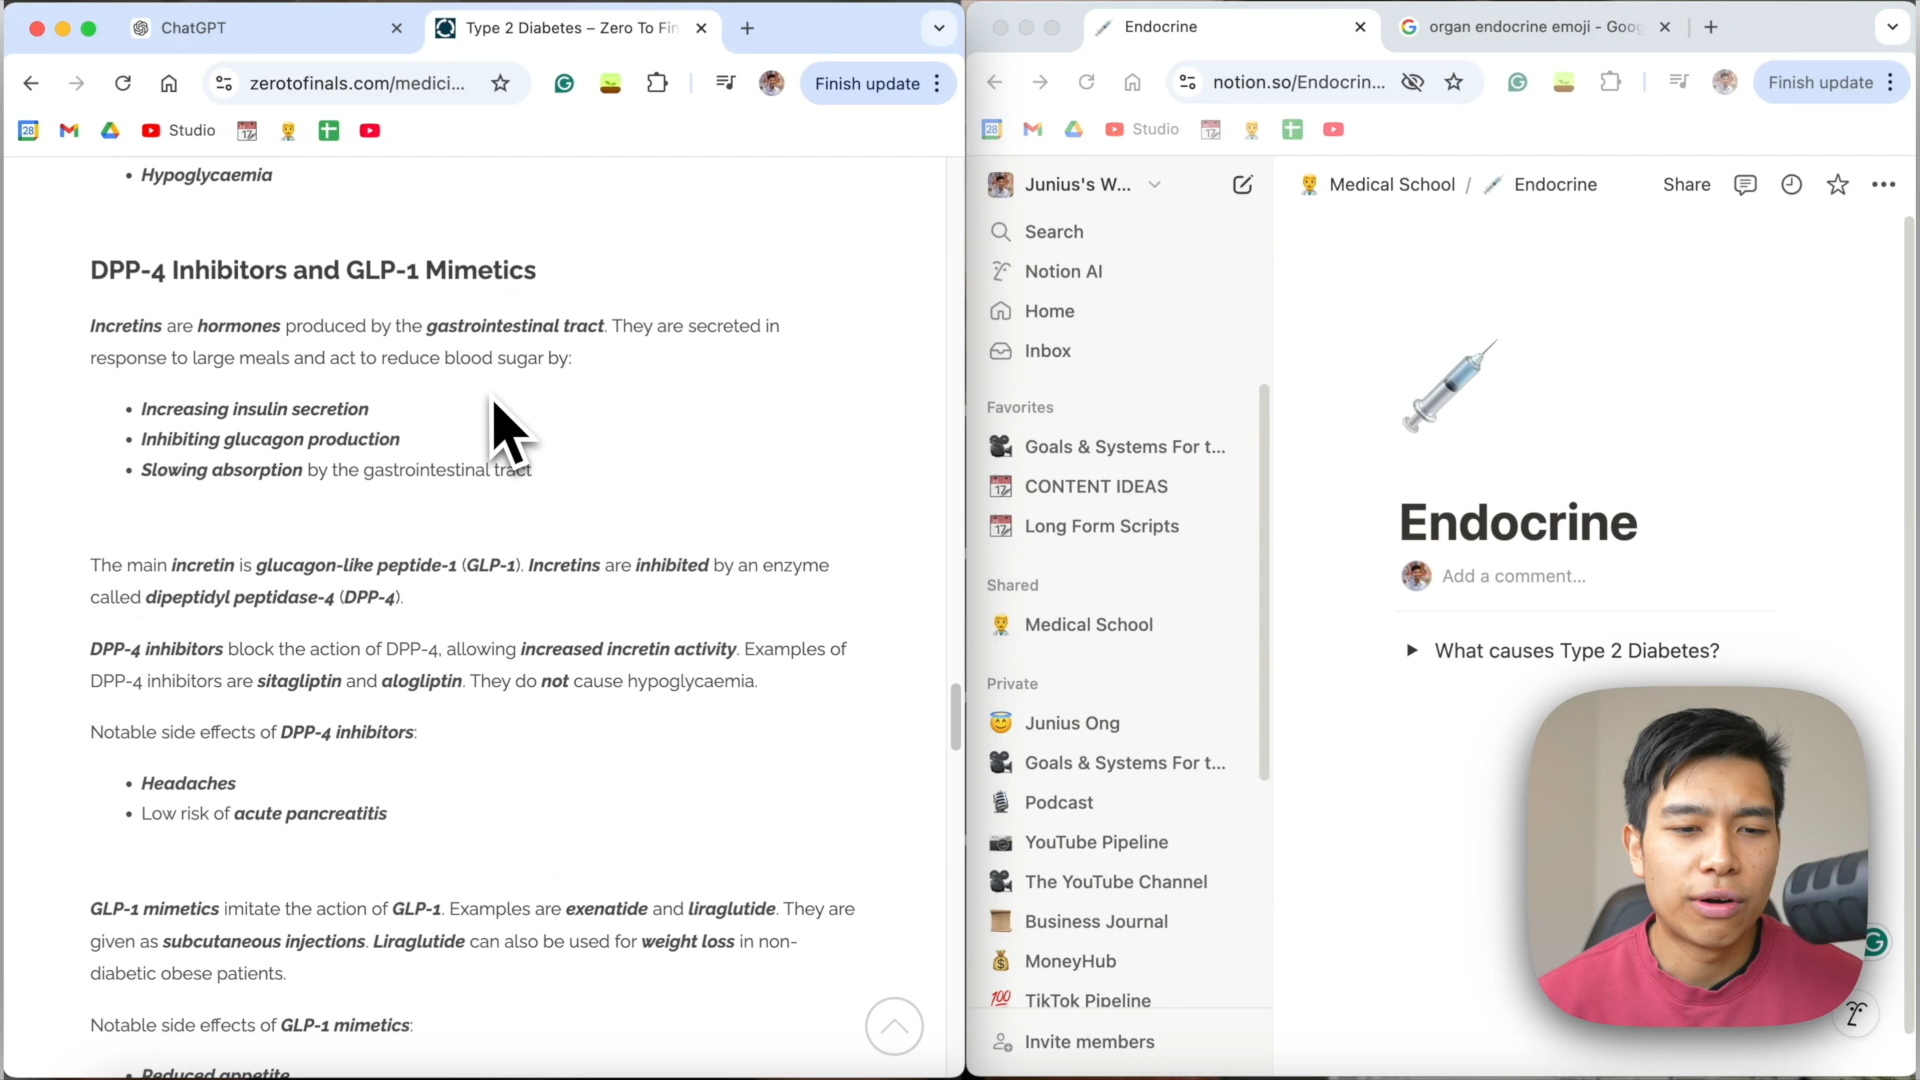 ChatGPT
Type 2 Diabetes – Zero To Fin
zerotofinals.com/medici...
Finish update
28
Studio
17
Hypoglycaemia
DPP-4 Inhibitors and GLP-1 Mimetics
Incretins are hormones produced by the gastrointestinal tract. They are secreted in
response to large meals and act to reduce blood sugar by:
Increasing insulin secretion
Inhibiting glucagon production
Slowing absorption by the gastrointestinal tract
The main incretin is glucagon-like peptide-1 (GLP-1). Incretins are inhibited by an enzyme
called dipeptidyl peptidase-4 (DPP-4).
DPP-4 inhibitors block the action of DPP-4, allowing increased incretin activity. Examples of
DPP-4 inhibitors are sitagliptin and alogliptin. They do not cause hypoglycaemia.
Notable side effects of DPP-4 inhibitors:
Headaches
Low risk of acute pancreatitis
GLP-1 mimetics imitate the action of GLP-1. Examples are exenatide and liraglutide. They are
given as subcutaneous injections. Liraglutide can also be used for weight loss in non-
diabetic obese patients.
Notable side effects of GLP-1 mimetics:
Reduced appetite
Endocrine
organ endocrine emoji - Goog
notion.so/Endocrin...
Finish update
28
Studio
17
Junius's W...
Medical School / Endocrine
Share
Search
Notion AI
Home
Inbox
Favorites
Goals & Systems For t...
CONTENT IDEAS
Long Form Scripts
Shared
Medical School
Private
Junius Ong
Goals & Systems For t...
Podcast
YouTube Pipeline
The YouTube Channel
Business Journal
MoneyHub
100 TikTok Pipeline
Invite members
Endocrine
Add a comment...
What causes Type 2 Diabetes?